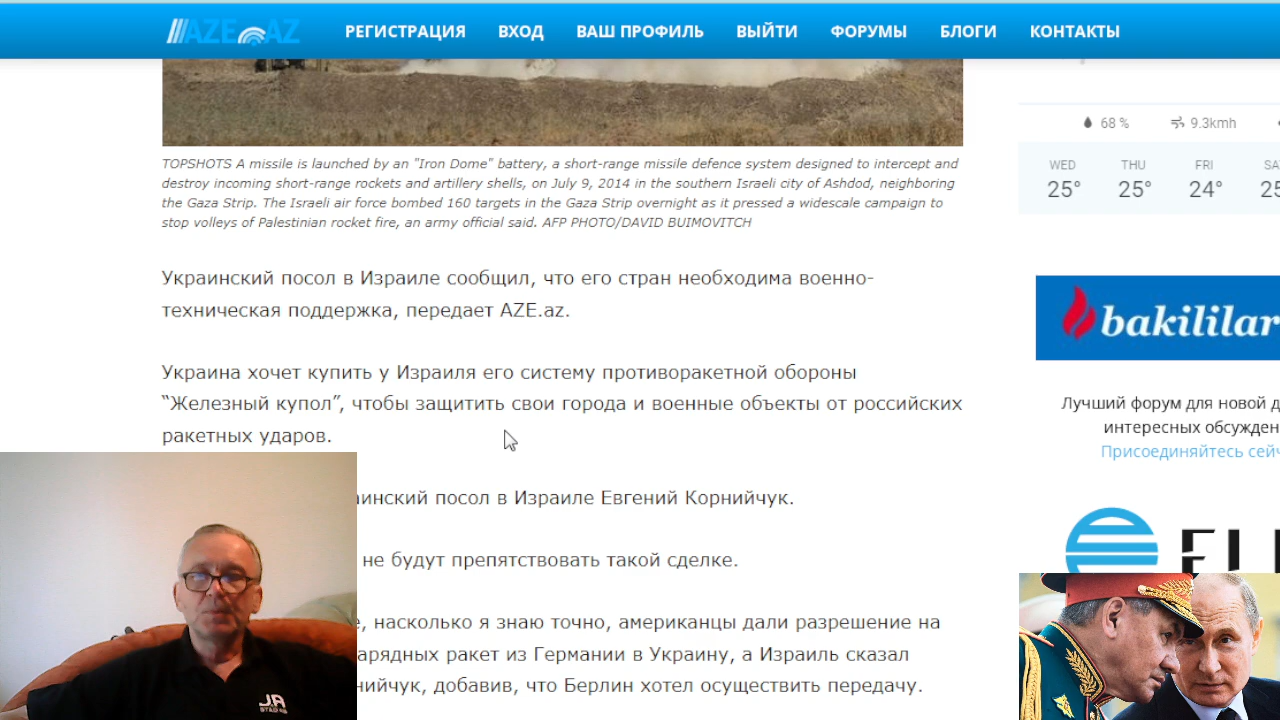 AZE.AZ
РЕГИСТРАЦИЯ ВХОД ВАШ ПРОФИЛЬ ВЫЙТИ ФОРУМЫ БЛОГИ КОНТАКТЫ
TOPSHOTS A missile is launched by an "Iron Dome" battery, a short-range missile defence system designed to intercept and
destroy incoming short-range rockets and artillery shells, on July 9, 2014 in the southern Israeli city of Ashdod, neighboring
the Gaza Strip. The Israeli air force bombed 160 targets in the Gaza Strip overnight as it pressed a widescale campaign to
stop volleys of Palestinian rocket fire, an army official said. AFP PHOTO/DAVID BUIMOVITCH
Украинский посол в Израиле сообщил, что его стран необходима военно-
техническая поддержка, передает AZE.az.
Украина хочет купить у Израиля его систему противоракетной обороны
“Железный купол”, чтобы защитить свои города и военные объекты от российских
ракетных ударов.
аинский посол в Израиле Евгений Корнийчук.
не будут препятствовать такой сделке.
е, насколько я знаю точно, американцы дали разрешение на
арядных ракет из Германии в Украину, а Израиль сказал
нийчук, добавив, что Берлин хотел осуществить передачу.
68 % 9.3kmh
WED THU FRI SA
25° 25° 24° 25
bakililar
Лучший форум для новой д
интересных обсужден
Присоединяйтесь сейч
JA